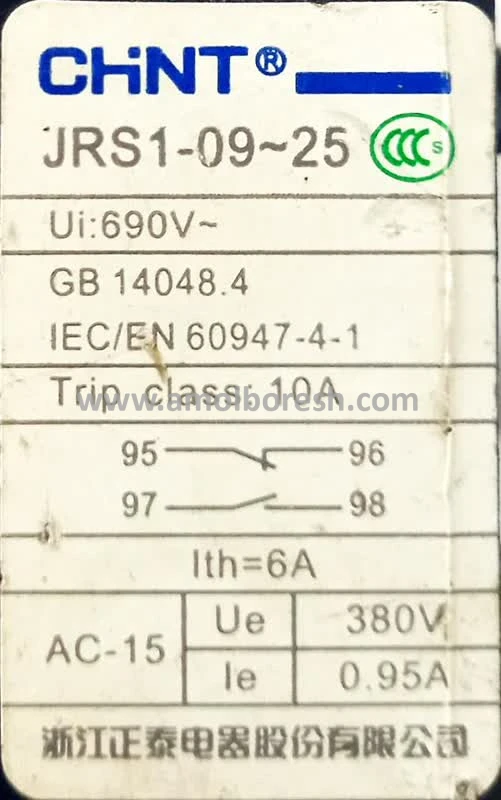 CHiNT®
JRS1-09~25 CCC S
Ui:690V~
GB 14048.4
IEC/EN 60947-4-1
Trip class: 10A
www.amolboresh.com
95 96
97 98
Ith=6A
AC-15 Ue 380V
Ie 0.95A
浙江正泰电器股份有限公司